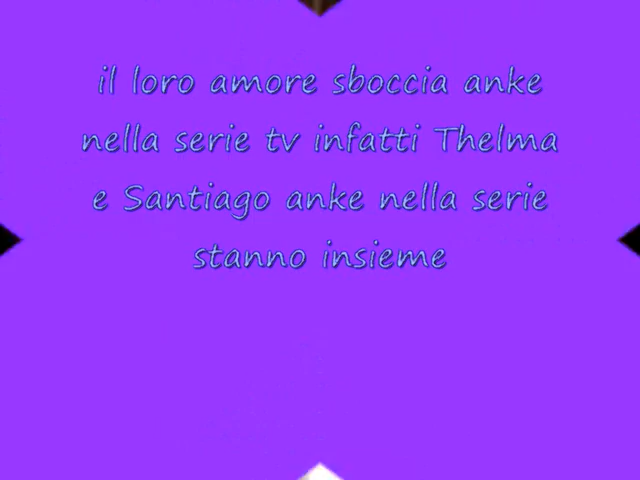 il loro amore sboccia anke
nella serie tv infatti Thelma
e Santiago anke nella serie
stanno insieme